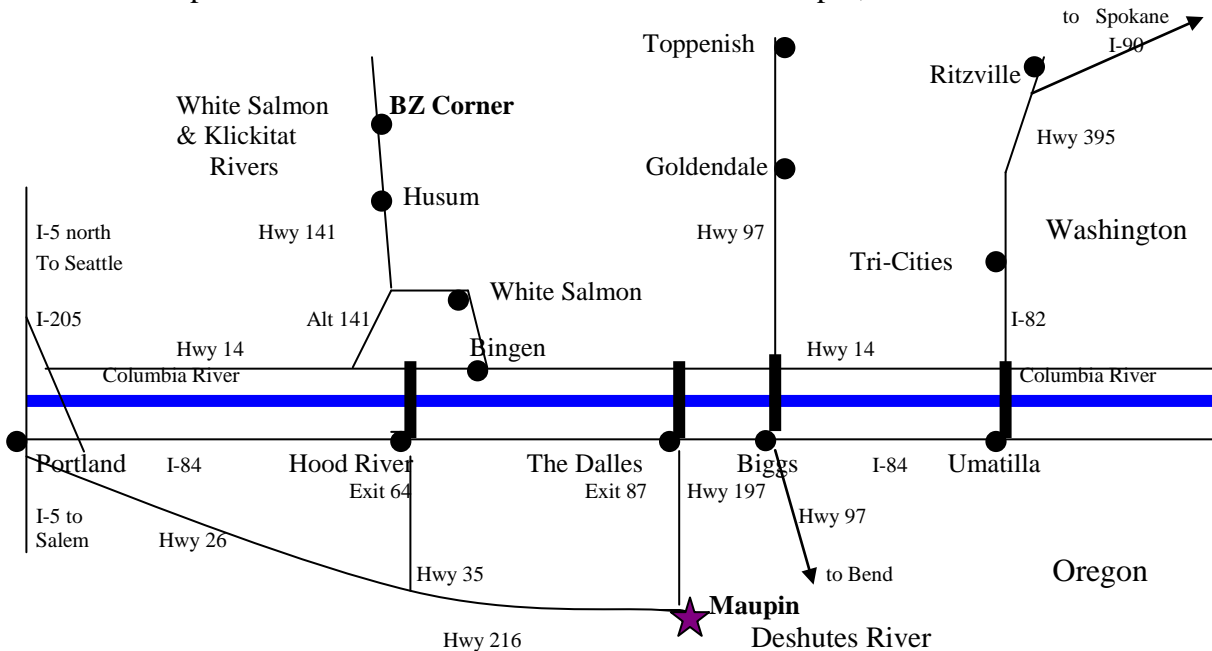 to Spokane
I-90
Toppenish
Ritzville
White Salmon
& Klickitat
Rivers
BZ Corner
Hwy 395
Goldendale
Husum
I-5 north
To Seattle
Hwy 141
Hwy 97
Washington
Tri-Cities
White Salmon
I-205
Alt 141
I-82
Hwy 14
Bingen
Hwy 14
Columbia River
Columbia River
Portland
I-84
Hood River
Exit 64
The Dalles
Exit 87
Biggs
I-84
Umatilla
Hwy 197
Hwy 97
I-5 to
Salem
Hwy 26
Hwy 35
to Bend
Oregon
Maupin
Deshutes River
Hwy 216